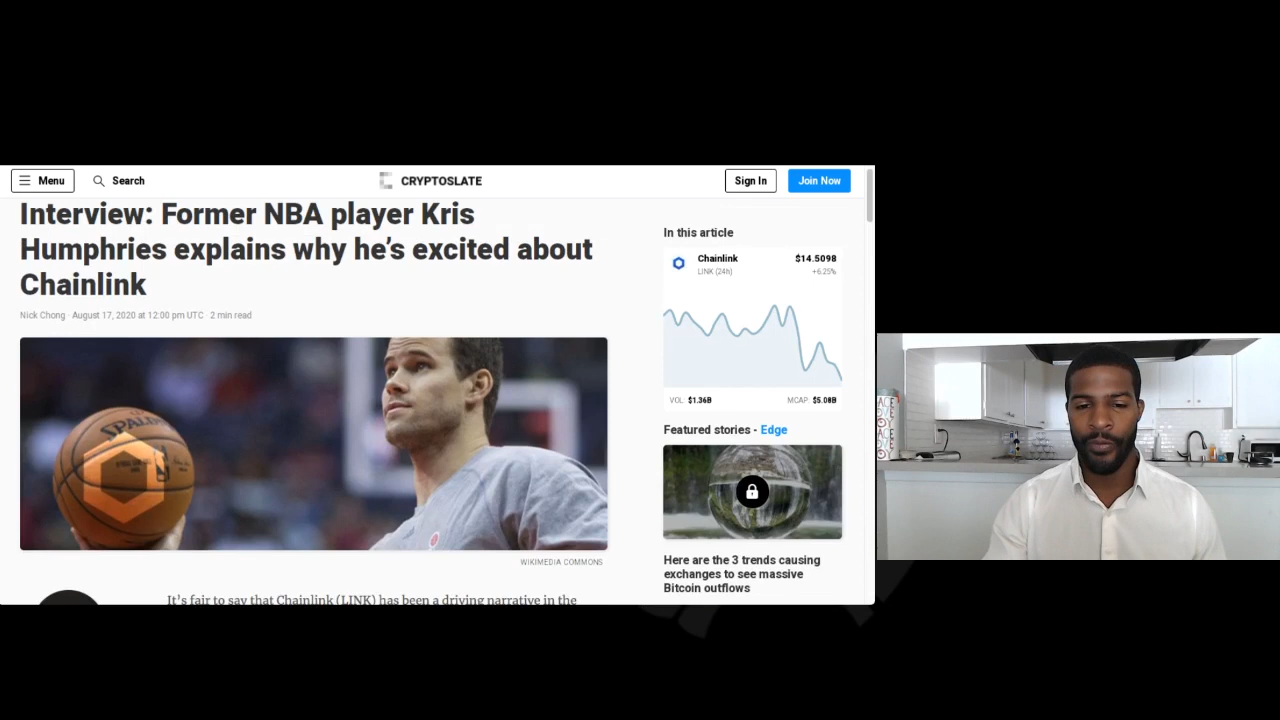 Menu
Search
CRYPTOSLATE
Sign In
Join Now
Interview: Former NBA player Kris
Humphries explains why he's excited about
Chainlink
Nick Chong · August 17, 2020 at 12:00 pm UTC · 2 min read
SPALDING
WIKIMEDIA COMMONS
It's fair to say that Chainlink (LINK) has been a driving narrative in the
In this article
Chainlink $14.5098
LINK (24h) +6.25%
VOL: $1.36B MCAP: $5.08B
Featured stories - Edge
Here are the 3 trends causing
exchanges to see massive
Bitcoin outflows